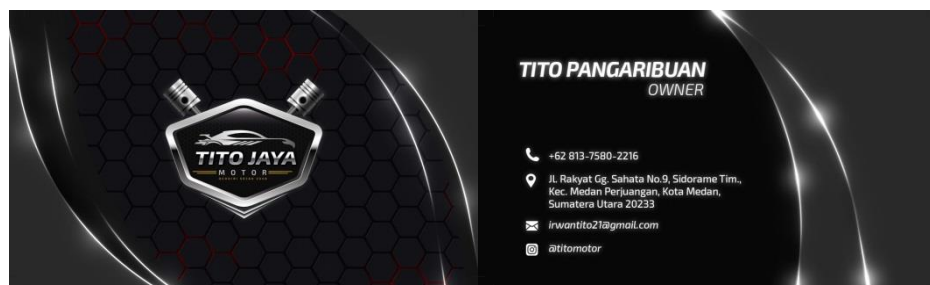 TITO JAYA
MOTOR
TITO PANGARIBUAN
OWNER
+62 813-7580-2216
Jl. Rakyat Gg. Sahata No.9, Sidorame Tim.,
Kec. Medan Perjuangan, Kota Medan,
Sumatera Utara 20233
irwantito21@gmail.com
@titomotor